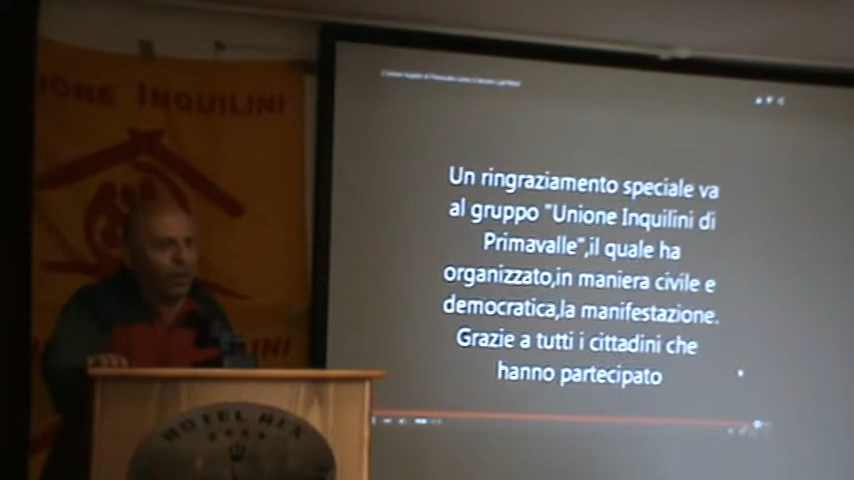 IONE INQUILINI
Un ringraziamento speciale va
al gruppo "Unione Inquilini di
Primavalle",il quale ha
organizzato,in maniera civile e
democratica,la manifestazione.
Grazie a tutti i cittadini che
hanno partecipato
INI
HOTEL